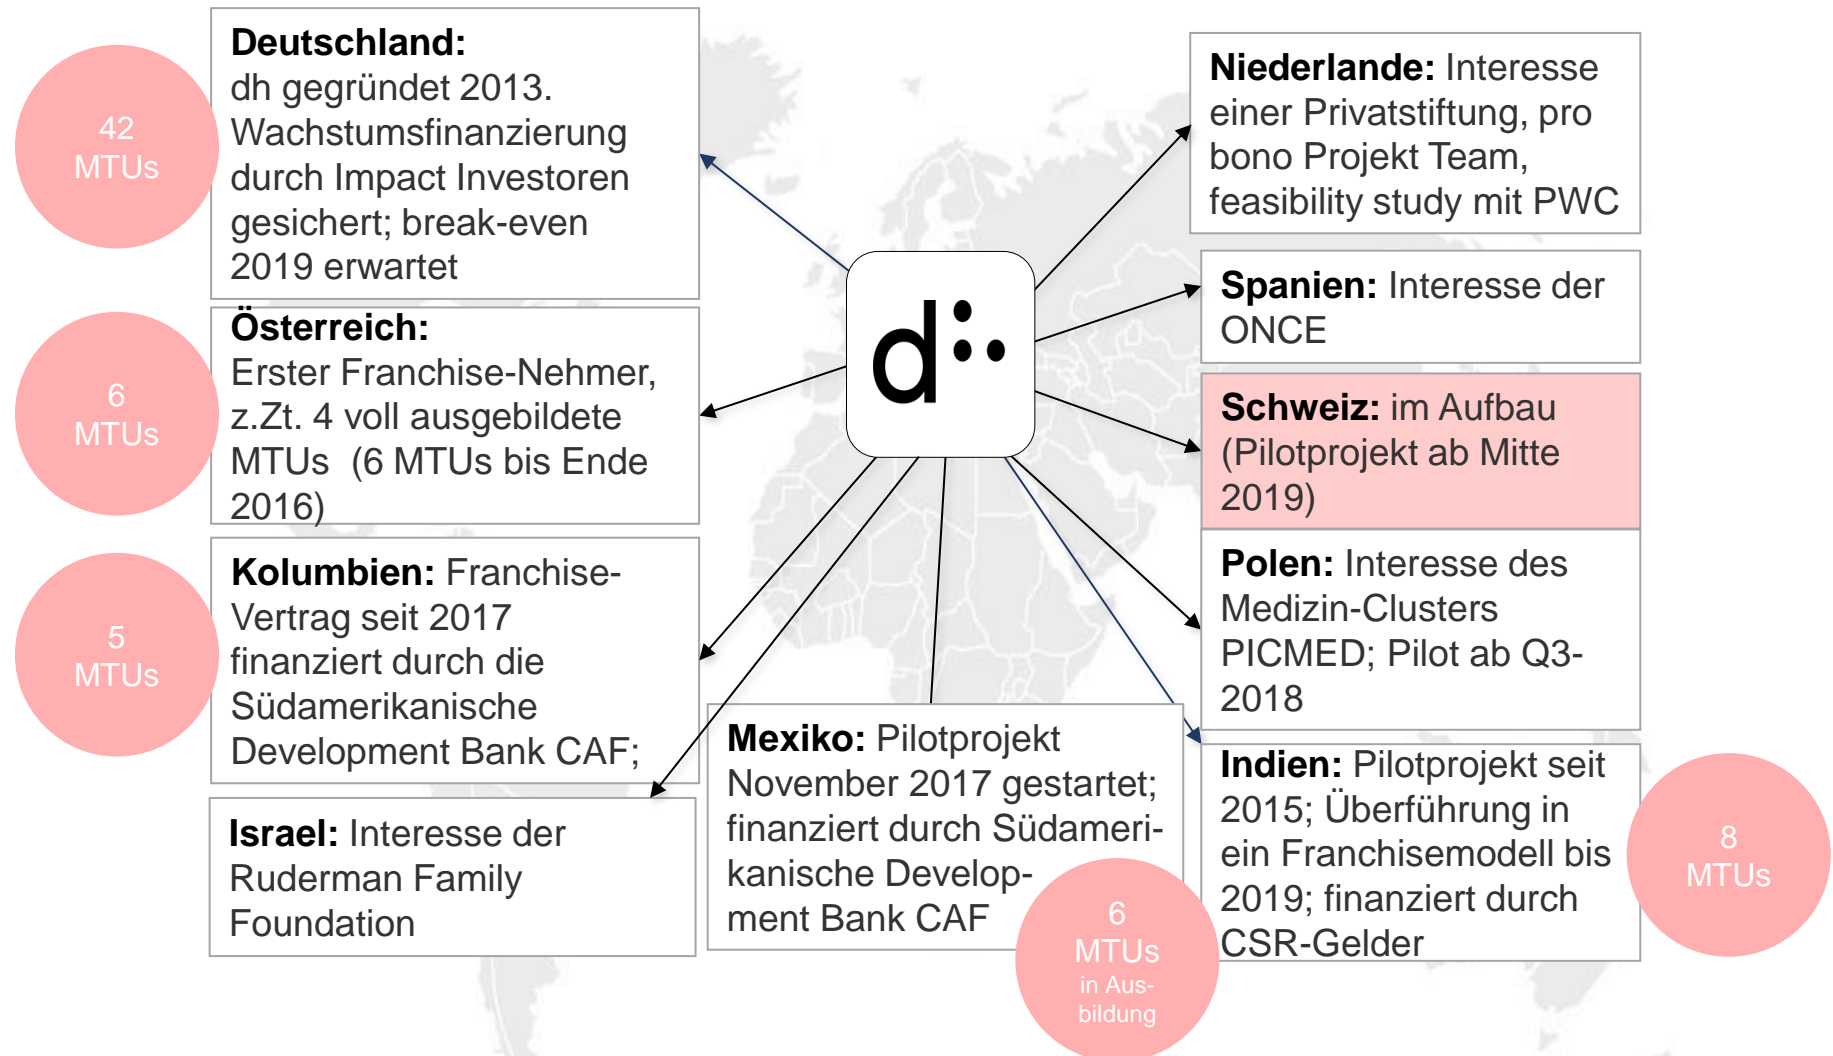 42
MTUs
Deutschland:
dh gegründet 2013.
Wachstumsfinanzierung
durch Impact Investoren
gesichert; break-even
2019 erwartet
6
MTUs
Österreich:
Erster Franchise-Nehmer,
z.Zt. 4 voll ausgebildete
MTUs (6 MTUs bis Ende
2016)
5
MTUs
Kolumbien: Franchise-
Vertrag seit 2017
finanziert durch die
Südamerikanische
Development Bank CAF;
Israel: Interesse der
Ruderman Family
Foundation
d
Mexiko: Pilotprojekt
November 2017 gestartet;
finanziert durch Südameri-
kanische Develop-
ment Bank CAF
6
MTUs
in Aus-
bildung
Niederlande: Interesse
einer Privatstiftung, pro
bono Projekt Team,
feasibility study mit PWC
Spanien: Interesse der
ONCE
Schweiz: im Aufbau
(Pilotprojekt ab Mitte
2019)
Polen: Interesse des
Medizin-Clusters
PICMED; Pilot ab Q3-
2018
Indien: Pilotprojekt seit
2015; Überführung in
ein Franchisemodell bis
2019; finanziert durch
CSR-Gelder
8
MTUs